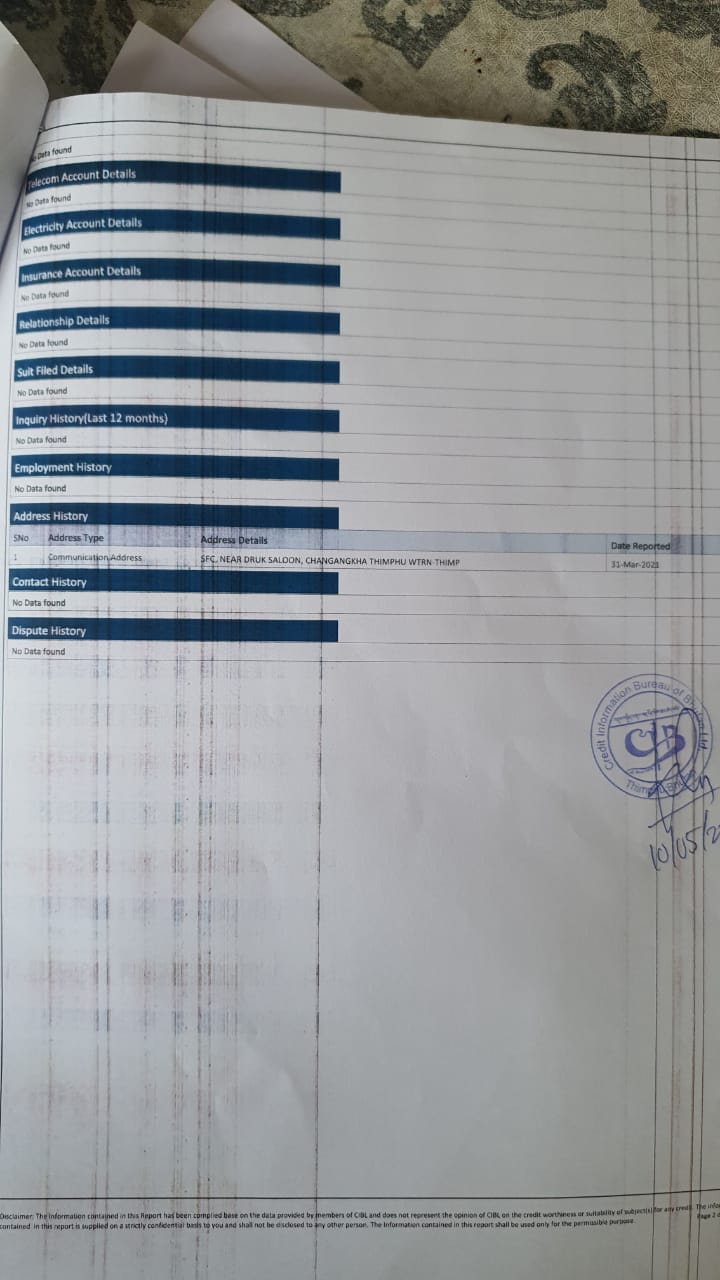 Data found
Telecom Account Details
No Data found
Electricity Account Details
No Data found
Insurance Account Details
No Data found
Relationship Details
No Data found
Suit Filed Details
No Data found
Inquiry History(Last 12 months)
No Data found
Employment History
No Data found
Address History
SNo Address Type Address Details Date Reported
1 Communication Address SFC, NEAR DRUK SALOON, CHANGANGKHA THIMPHU WTRN-THIMP 31-Mar-2021
Contact History
No Data found
Dispute History
No Data found
Credit Information Bureau of Bhutan Ltd
CIB
Thimphu Bhutan
10/05/2
Disclaimer: The Information contained in this Report has been complied base on the data provided by members of CIBL and does not represent the opinion of CIBL on the credit worthiness or suitability of subject(s) for any credit. The
contained in this report is supplied on a strictly confidential basis to you and shall not be disclosed to any other person. The Information contained in this report shall be used only for the permissible purpose. Page 2